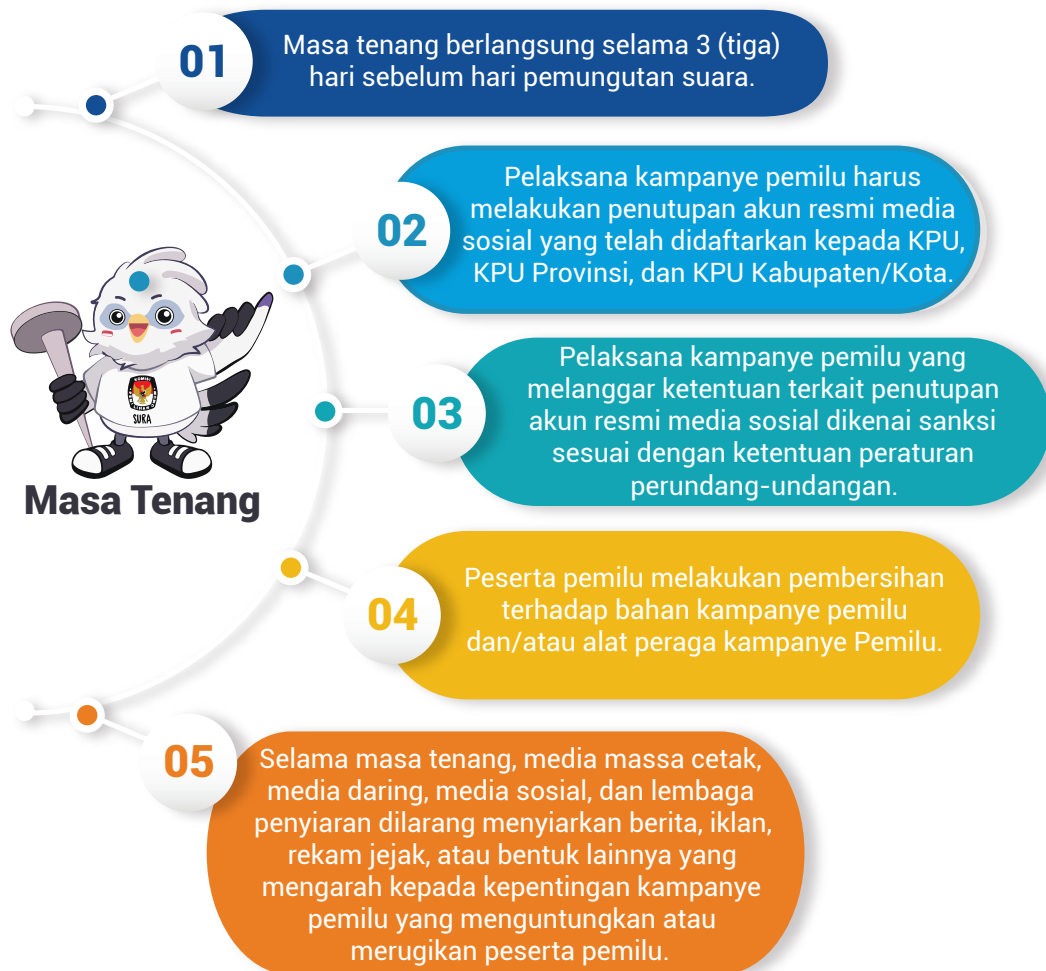 01
Masa tenang berlangsung selama 3 (tiga)
hari sebelum hari pemungutan suara.
02
Pelaksana kampanye pemilu harus
melakukan penutupan akun resmi media
sosial yang telah didaftarkan kepada KPU,
KPU Provinsi, dan KPU Kabupaten/Kota.
03
Pelaksana kampanye pemilu yang
melanggar ketentuan terkait penutupan
akun resmi media sosial dikenai sanksi
sesuai dengan ketentuan peraturan
perundang-undangan.
SURA
Masa Tenang
04
Peserta pemilu melakukan pembersihan
terhadap bahan kampanye pemilu
dan/atau alat peraga kampanye Pemilu.
05
Selama masa tenang, media massa cetak,
media daring, media sosial, dan lembaga
penyiaran dilarang menyiarkan berita, iklan,
rekam jejak, atau bentuk lainnya yang
mengarah kepada kepentingan kampanye
pemilu yang menguntungkan atau
merugikan peserta pemilu.